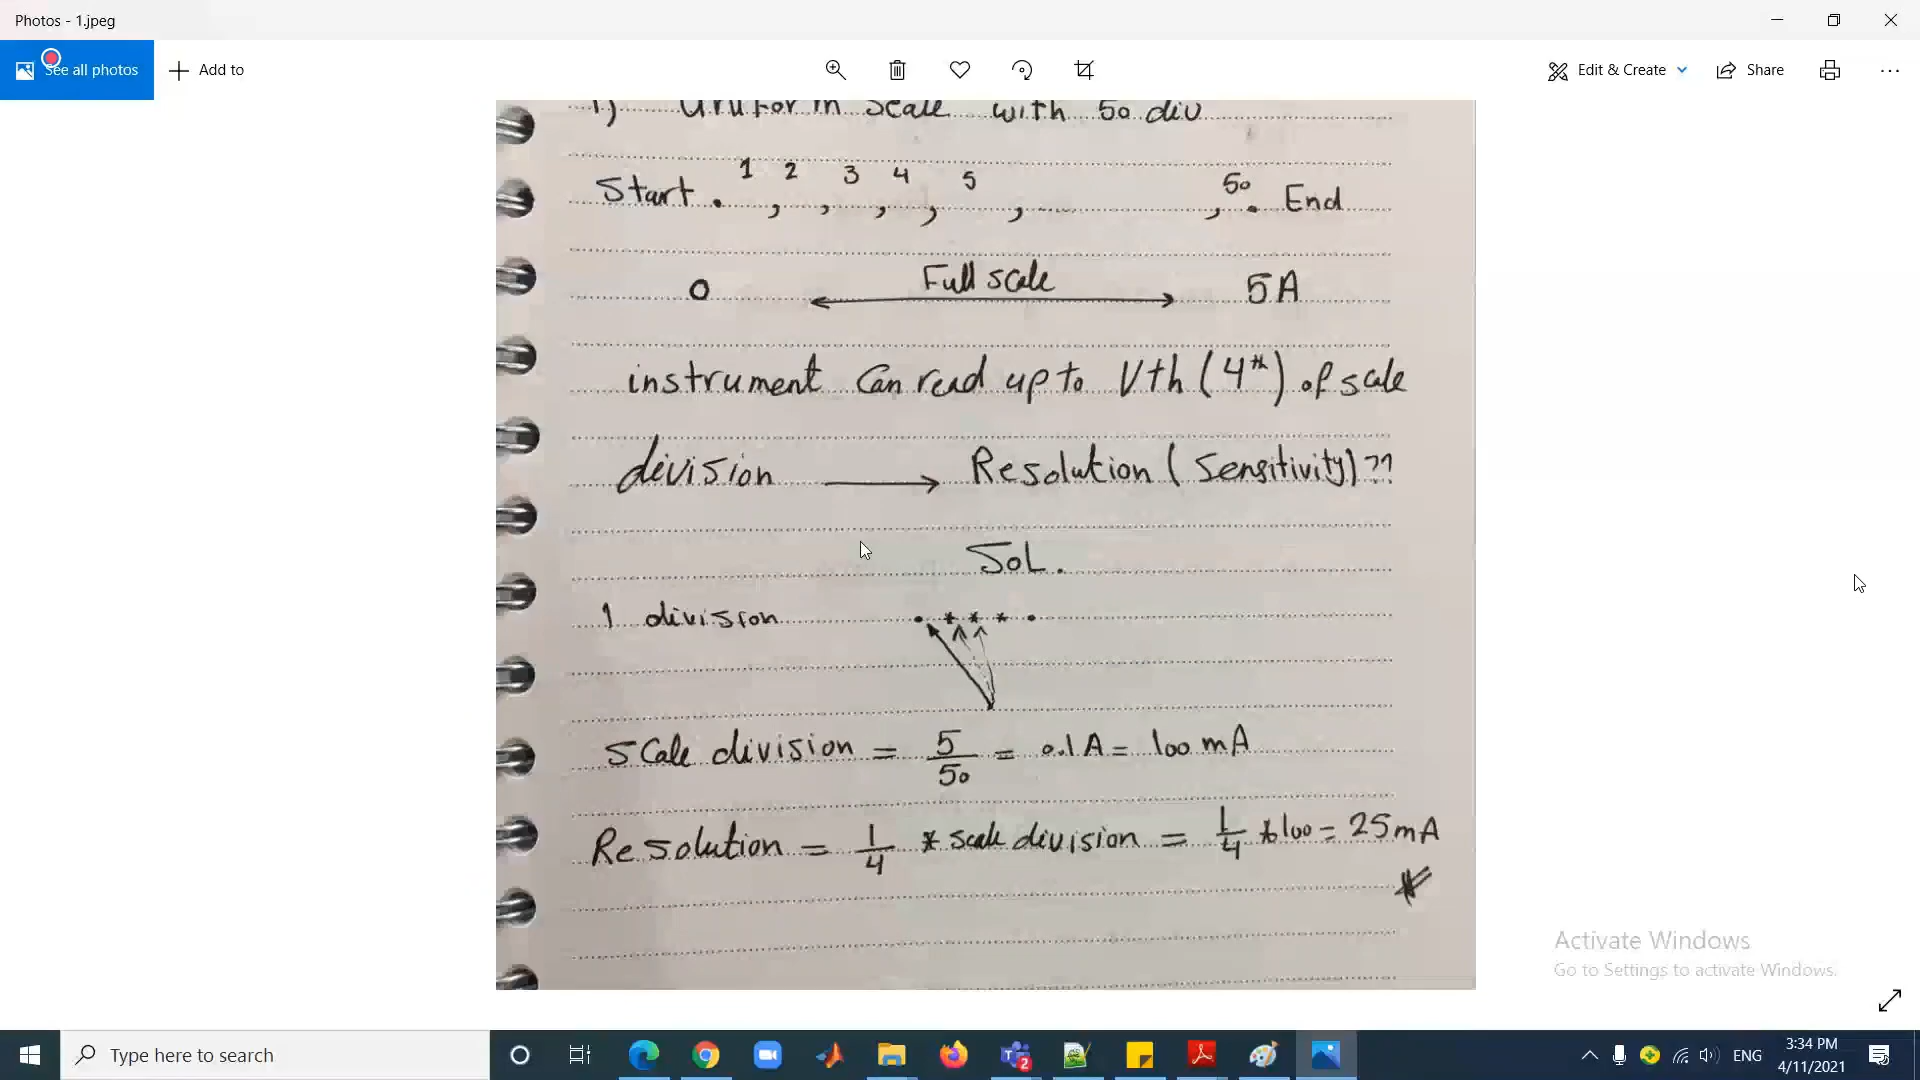 Photos - 1.jpeg
See all photos
Add to
Edit & Create
Share
1) Uniform Scale with 50 div
1 2 3 4 5 50
Start . , , , , , , . End
0 Full scale 5A
instrument Can read up to Vth (4th) of scale
division → Resolution (Sensitivity)??
SOL.
1 division
Scale division = 5/50 = 0.1 A = 100 mA
Resolution = 1/4 * scale division = 1/4 * 100 = 25 mA
Activate Windows
Go to Settings to activate Windows.
Type here to search
2
ENG
3:34 PM
4/11/2021